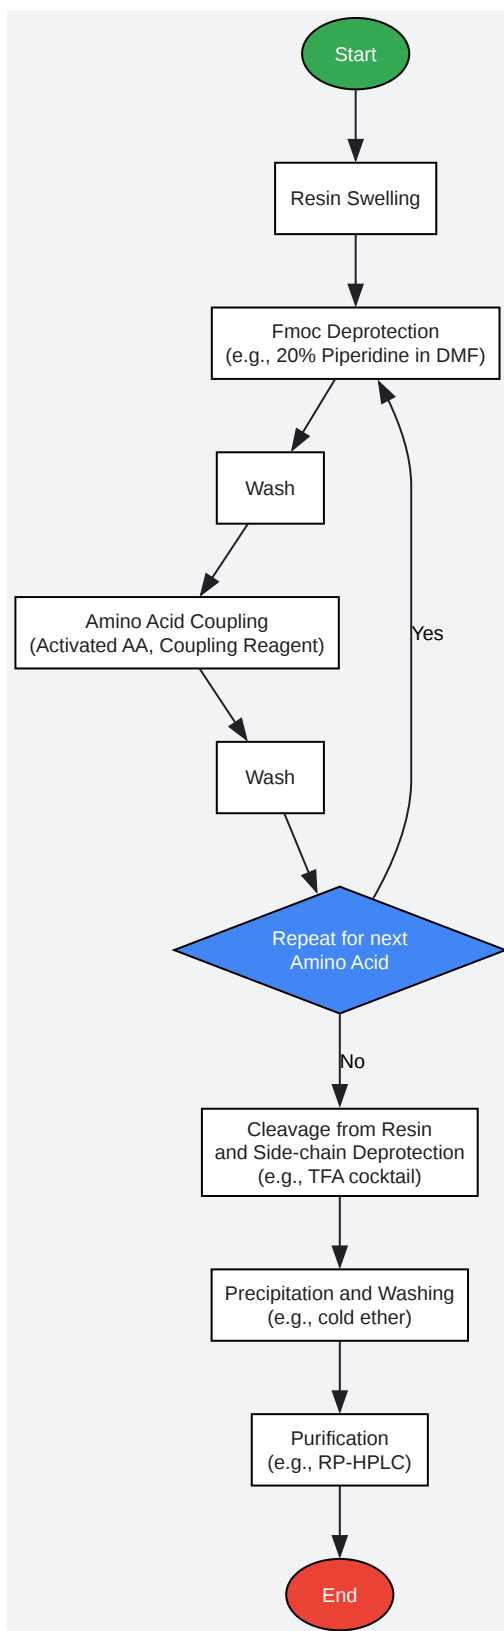 Start
Resin Swelling
Fmoc Deprotection
(e.g., 20% Piperidine in DMF)
Wash
Amino Acid Coupling
(Activated AA, Coupling Reagent)
Yes
Wash
Repeat for next
Amino Acid
No
Cleavage from Resin
and Side-chain Deprotection
(e.g., TFA cocktail)
Precipitation and Washing
(e.g., cold ether)
Purification
(e.g., RP-HPLC)
End